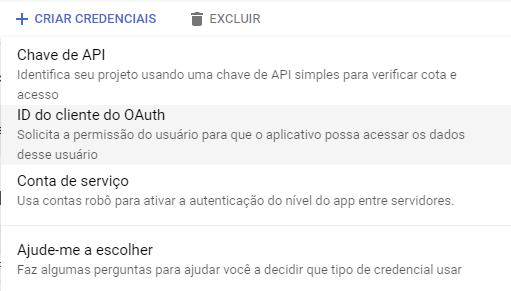 + CRIAR CREDENCIAIS EXCLUIR
Chave de API
Identifica seu projeto usando uma chave de API simples para verificar cota e
acesso
ID do cliente do OAuth
Solicita a permissão do usuário para que o aplicativo possa acessar os dados
desse usuário
Conta de serviço
Usa contas robô para ativar a autenticação do nível do app entre servidores.
Ajude-me a escolher
Faz algumas perguntas para ajudar você a decidir que tipo de credencial usar